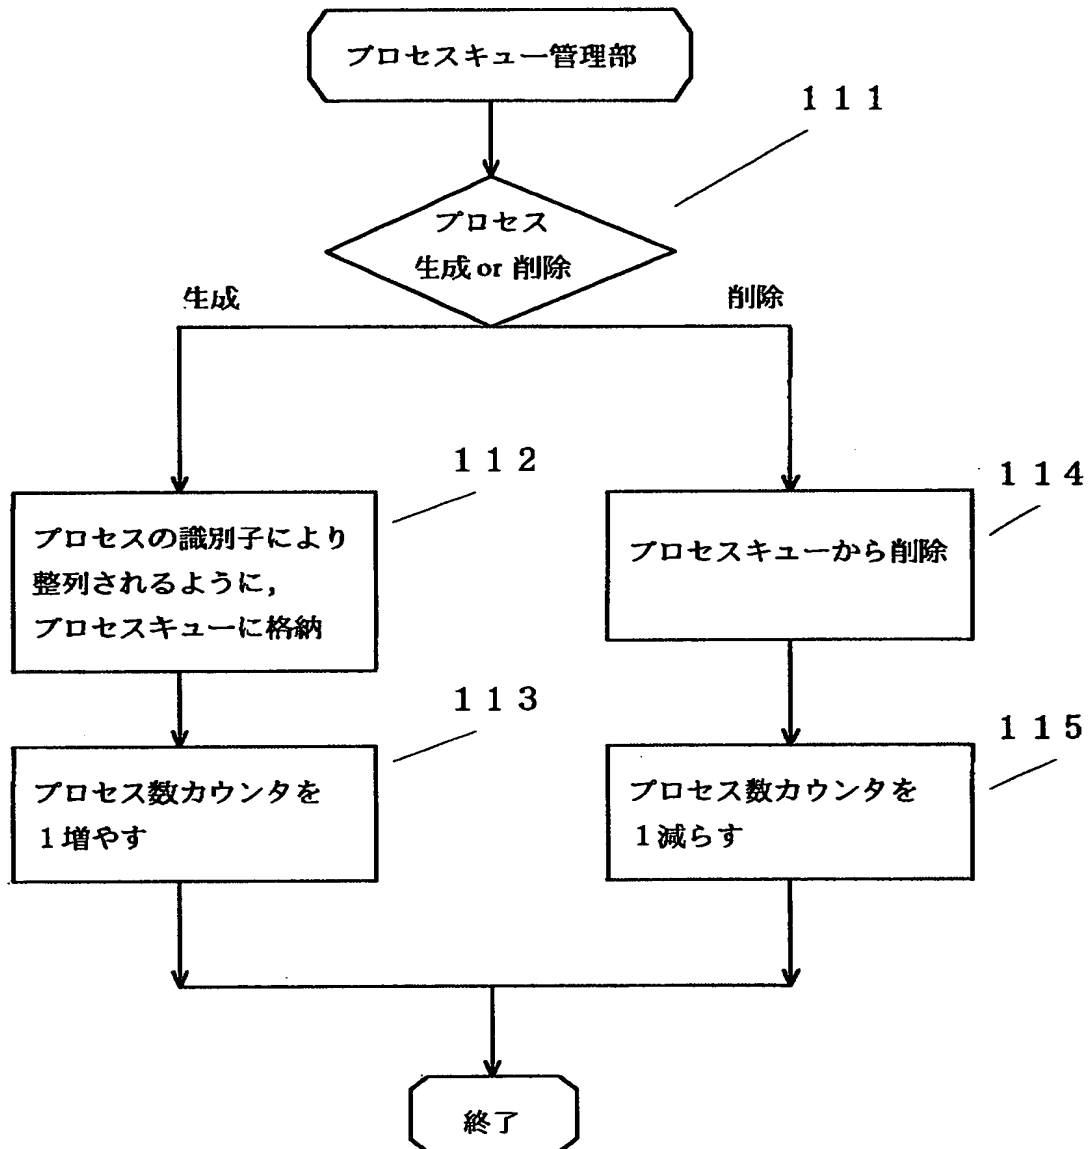 プロセスキュー管理部
111
プロセス
生成 or 削除
生成
削除
112
プロセスの識別子により
整列されるように，
プロセスキューに格納
114
プロセスキューから削除
113
プロセス数カウンタを
1増やす
115
プロセス数カウンタを
1減らす
終了